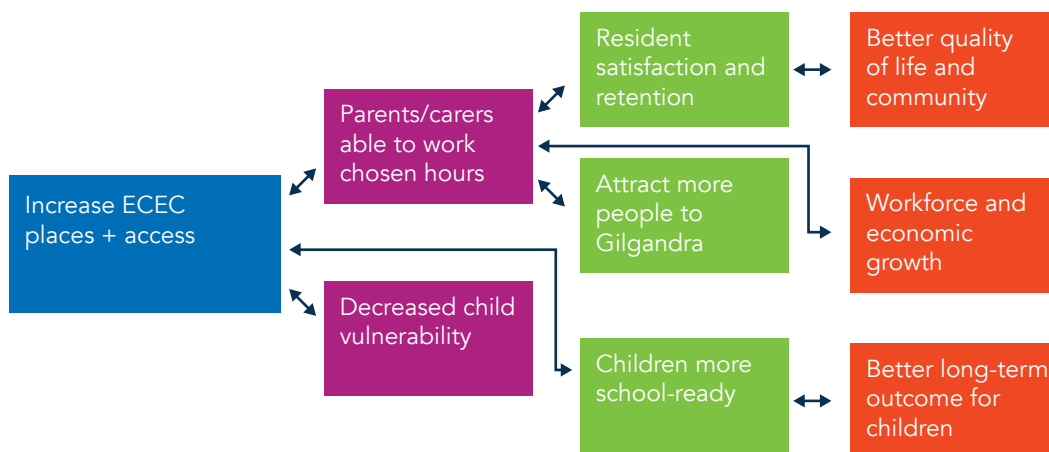 Increase ECEC
places + access
Parents/carers
able to work
chosen hours
Decreased child
vulnerability
Resident
satisfaction and
retention
Attract more
people to
Gilgandra
Children more
school-ready
Better quality
of life and
community
Workforce and
economic
growth
Better long-term
outcome for
children